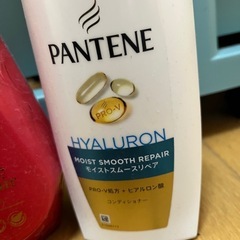 PANTENE
PRO-V
HYALURON
MOIST SMOOTH REPAIR
モイストスムースリペア
PRO-V処方+ヒアルロン酸
コンディショナー